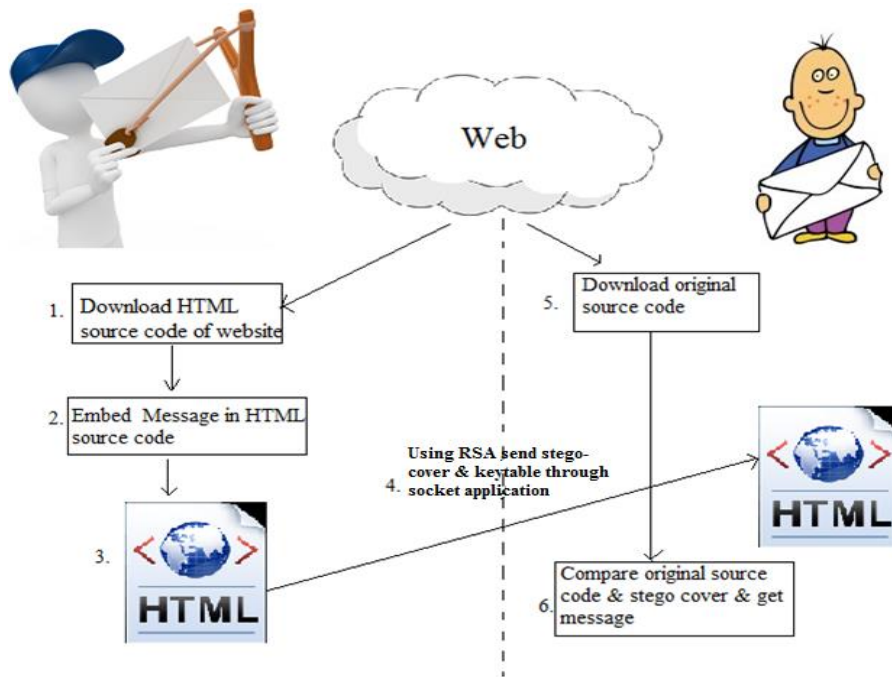 Web
1. Download HTML
source code of website
2. Embed Message in HTML
source code
3.
HTML
4. Using RSA send stego-
cover & keytable through
socket application
5. Download original
source code
HTML
6. Compare original source
code & stego cover & get
message